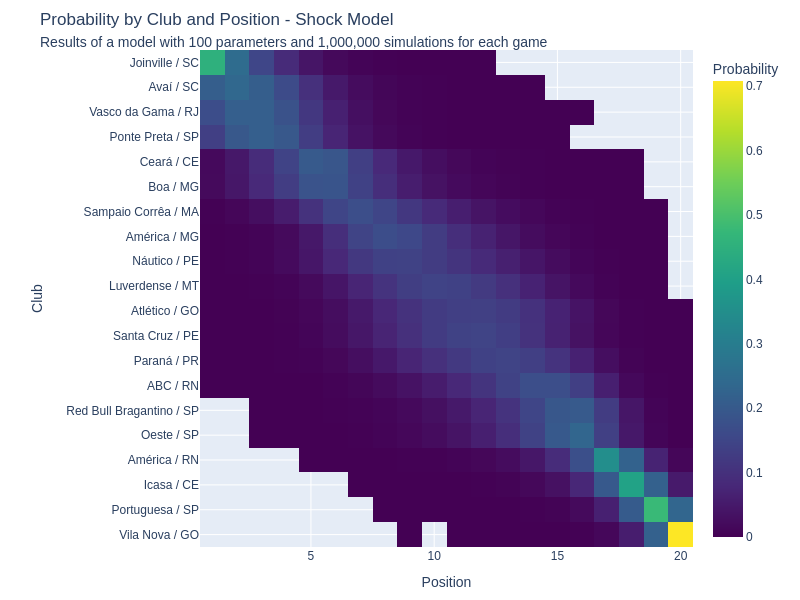 Probability by Club and Position - Shock Model
Results of a model with 100 parameters and 1,000,000 simulations for each game
Probability
Club
Joinville / SC
Avaí / SC
Vasco da Gama / RJ
Ponte Preta / SP
Ceará / CE
Boa / MG
Sampaio Corrêa / MA
América / MG
Náutico / PE
Luverdense / MT
Atlético / GO
Santa Cruz / PE
Paraná / PR
ABC / RN
Red Bull Bragantino / SP
Oeste / SP
América / RN
Icasa / CE
Portuguesa / SP
Vila Nova / GO
5 10 15 20
Position
0.7
0.6
0.5
0.4
0.3
0.2
0.1
0